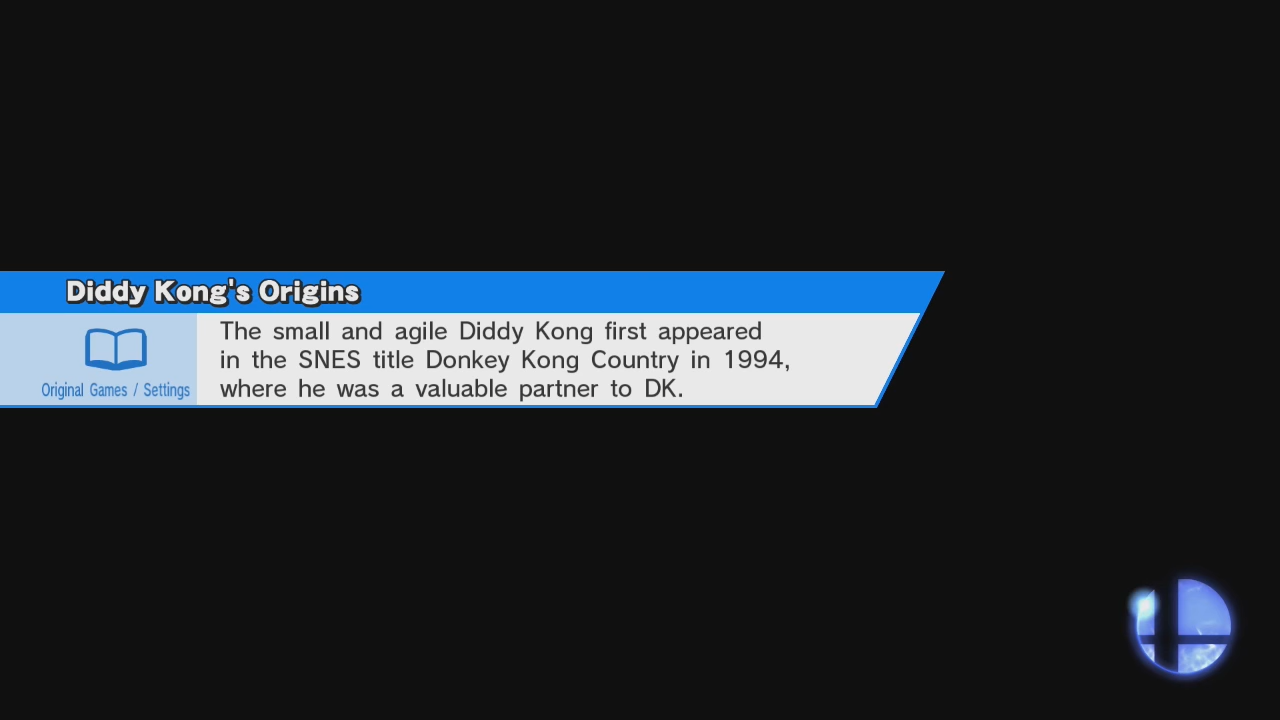 Diddy Kong's Origins
Original Games / Settings
The small and agile Diddy Kong first appeared
in the SNES title Donkey Kong Country in 1994,
where he was a valuable partner to DK.